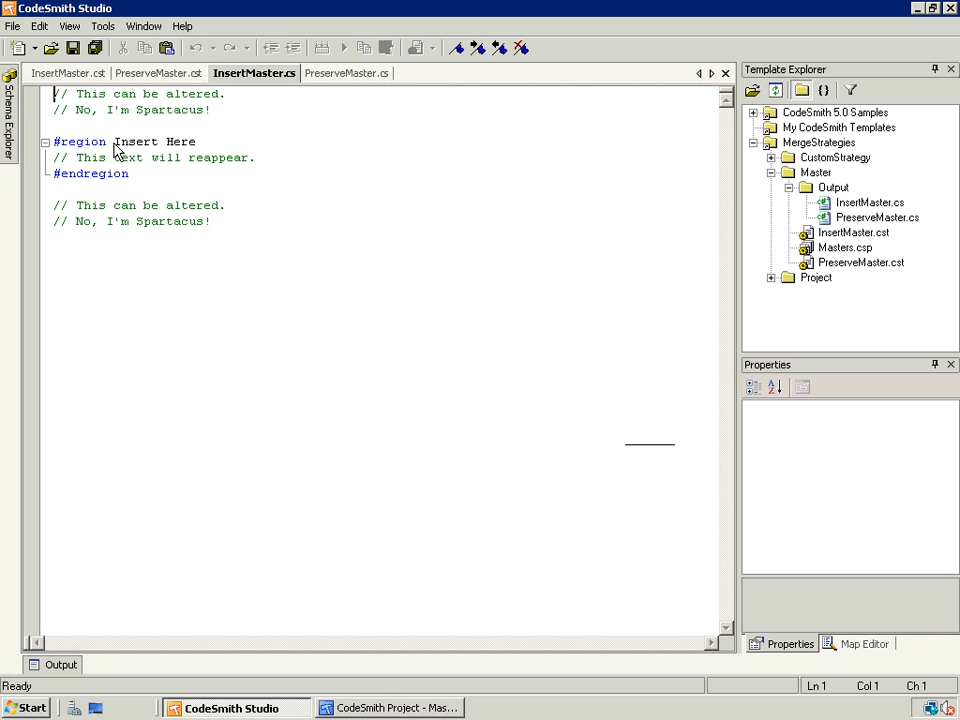 CodeSmith Studio
File Edit View Tools Window Help
InsertMaster.cst PreserveMaster.cst InsertMaster.cs PreserveMaster.cs
Schema Explorer
// This can be altered.
// No, I'm Spartacus!
#region Insert Here
// This text will reappear.
#endregion
// This can be altered.
// No, I'm Spartacus!
Template Explorer
CodeSmith 5.0 Samples
My CodeSmith Templates
MergeStrategies
CustomStrategy
Master
Output
InsertMaster.cs
PreserveMaster.cs
InsertMaster.cst
Masters.csp
PreserveMaster.cst
Project
Properties
Properties Map Editor
Output
Ready Ln 1 Col 1 Ch 1
Start CodeSmith Studio CodeSmith Project - Mas...